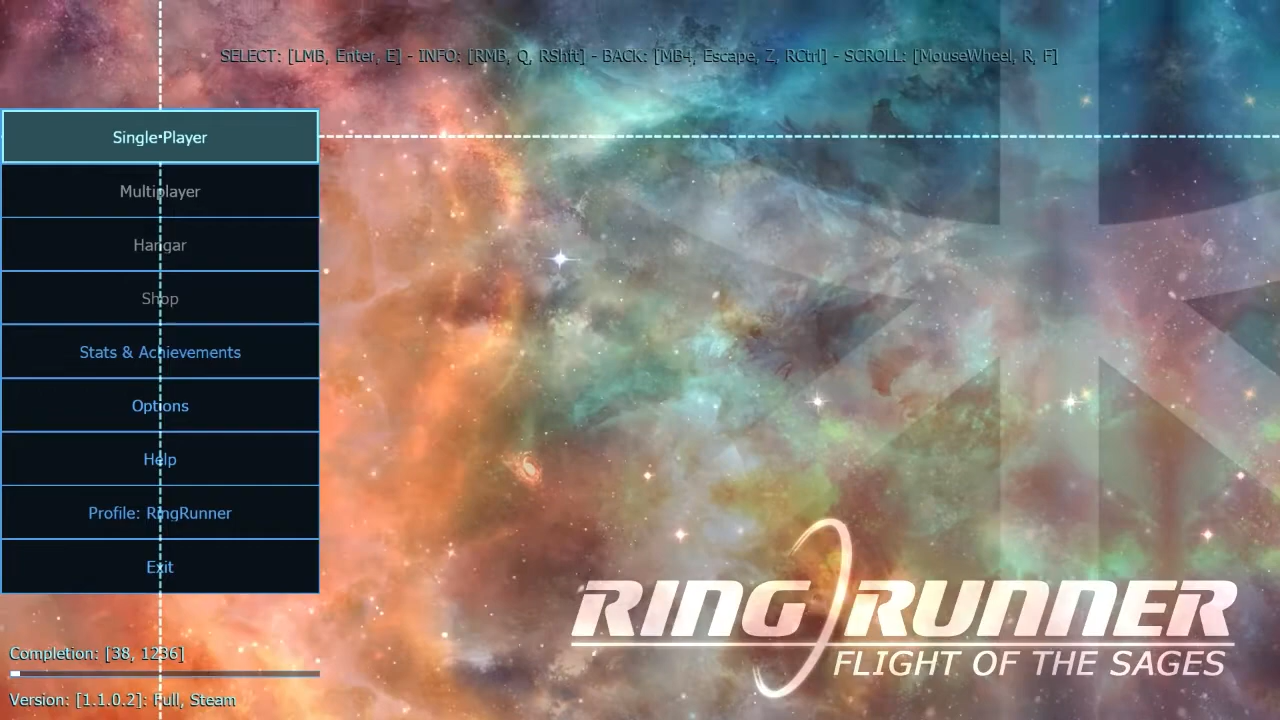 SELECT: [LMB, Enter, E] - INFO: [RMB, Q, RShft] - BACK: [MB4, Escape, Z, RCtrl] - SCROLL: [MouseWheel, R, F]
Single Player
Multiplayer
Hangar
Shop
Stats & Achievements
Options
Help
Profile: RingRunner
Exit
Completion: [38, 1236]
Version: [1.1.0.2]: Full, Steam
RING RUNNER
FLIGHT OF THE SAGES